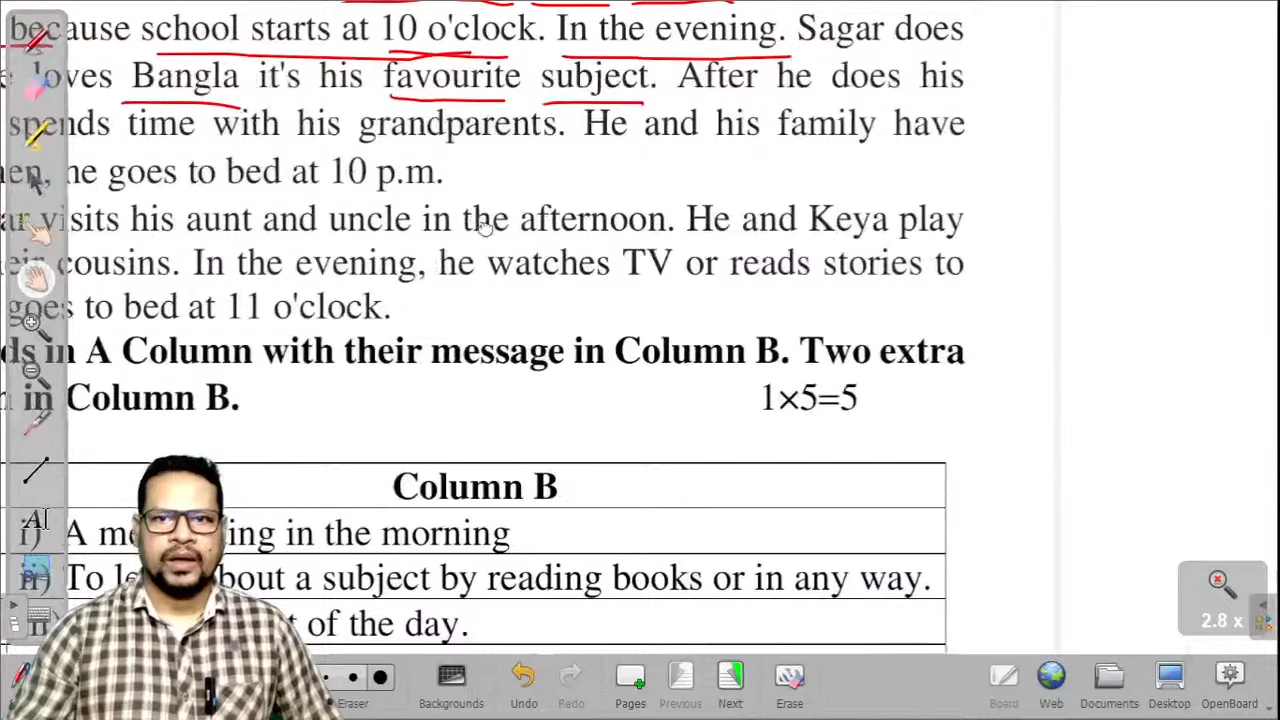 because school starts at 10 o'clock. In the evening. Sagar does
loves Bangla it's his favourite subject. After he does his
spends time with his grandparents. He and his family have
he goes to bed at 10 p.m.
visits his aunt and uncle in the afternoon. He and Keya play
cousins. In the evening, he watches TV or reads stories to
goes to bed at 11 o'clock.
in A Column with their message in Column B. Two extra
in Column B. 1×5=5
Column B
i) A ing in the morning
ii) To about a subject by reading books or in any way.
of the day.
2.8 x
Eraser Backgrounds Undo Redo Pages Previous Next Erase Board Web Documents Desktop OpenBoard